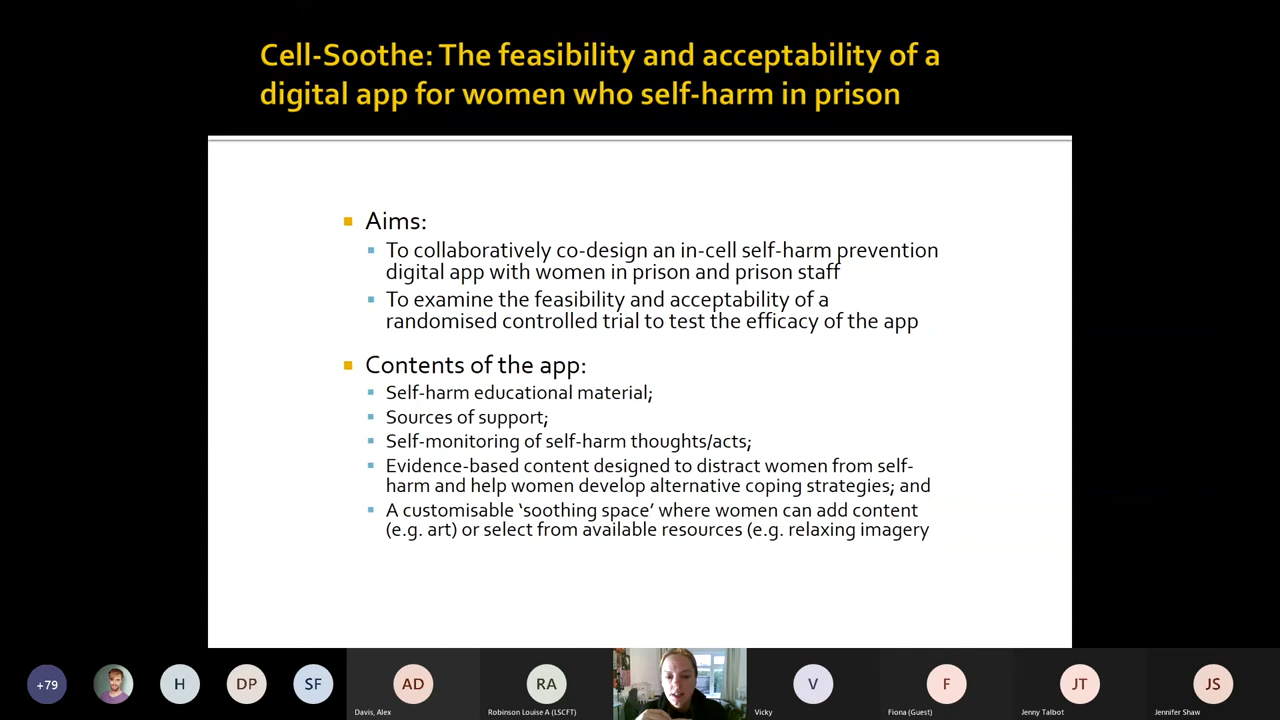 Cell-Soothe: The feasibility and acceptability of a
digital app for women who self-harm in prison
Aims:
To collaboratively co-design an in-cell self-harm prevention
digital app with women in prison and prison staff
To examine the feasibility and acceptability of a
randomised controlled trial to test the efficacy of the app
Contents of the app:
Self-harm educational material;
Sources of support;
Self-monitoring of self-harm thoughts/acts;
Evidence-based content designed to distract women from self-
harm and help women develop alternative coping strategies; and
A customisable ‘soothing space’ where women can add content
(e.g. art) or select from available resources (e.g. relaxing imagery
+79
H
DP
SF
AD
RA
V
F
JT
JS
Davis, Alex
Robinson Louise A (LSCFT)
Vicky
Fiona (Guest)
Jenny Talbot
Jennifer Shaw